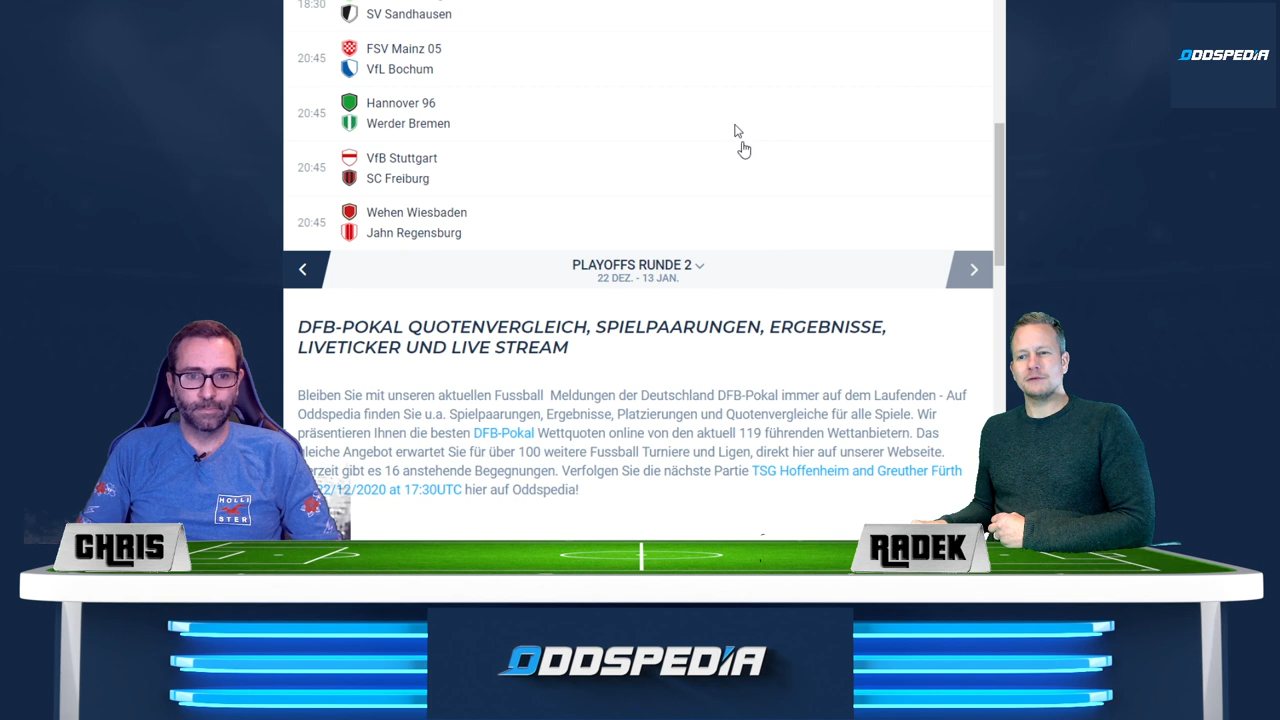 18:30
SV Sandhausen
ODDSPEDIA
20:45
FSV Mainz 05
VfL Bochum
20:45
Hannover 96
Werder Bremen
20:45
VfB Stuttgart
SC Freiburg
20:45
Wehen Wiesbaden
Jahn Regensburg
PLAYOFFS RUNDE 2
22 DEZ. - 13 JAN.
DFB-POKAL QUOTENVERGLEICH, SPIELPAARUNGEN, ERGEBNISSE,
LIVETICKER UND LIVE STREAM
Bleiben Sie mit unseren aktuellen Fussball Meldungen der Deutschland DFB-Pokal immer auf dem Laufenden - Auf
Oddspedia finden Sie u.a. Spielpaarungen, Ergebnisse, Platzierungen und Quotenvergleiche für alle Spiele. Wir
präsentieren Ihnen die besten DFB-Pokal Wettquoten online von den aktuell 119 führenden Wettanbietern. Das
gleiche Angebot erwartet Sie für über 100 weitere Fussball Turniere und Ligen, direkt hier auf unserer Webseite.
gibt es 16 anstehende Begegnungen. Verfolgen Sie die nächste Partie TSG Hoffenheim and Greuther Fürth
22/12/2020 at 17:30UTC hier auf Oddspedia!
HOLLI
STER
CHRIS
RADEK
ODDSPEDIA